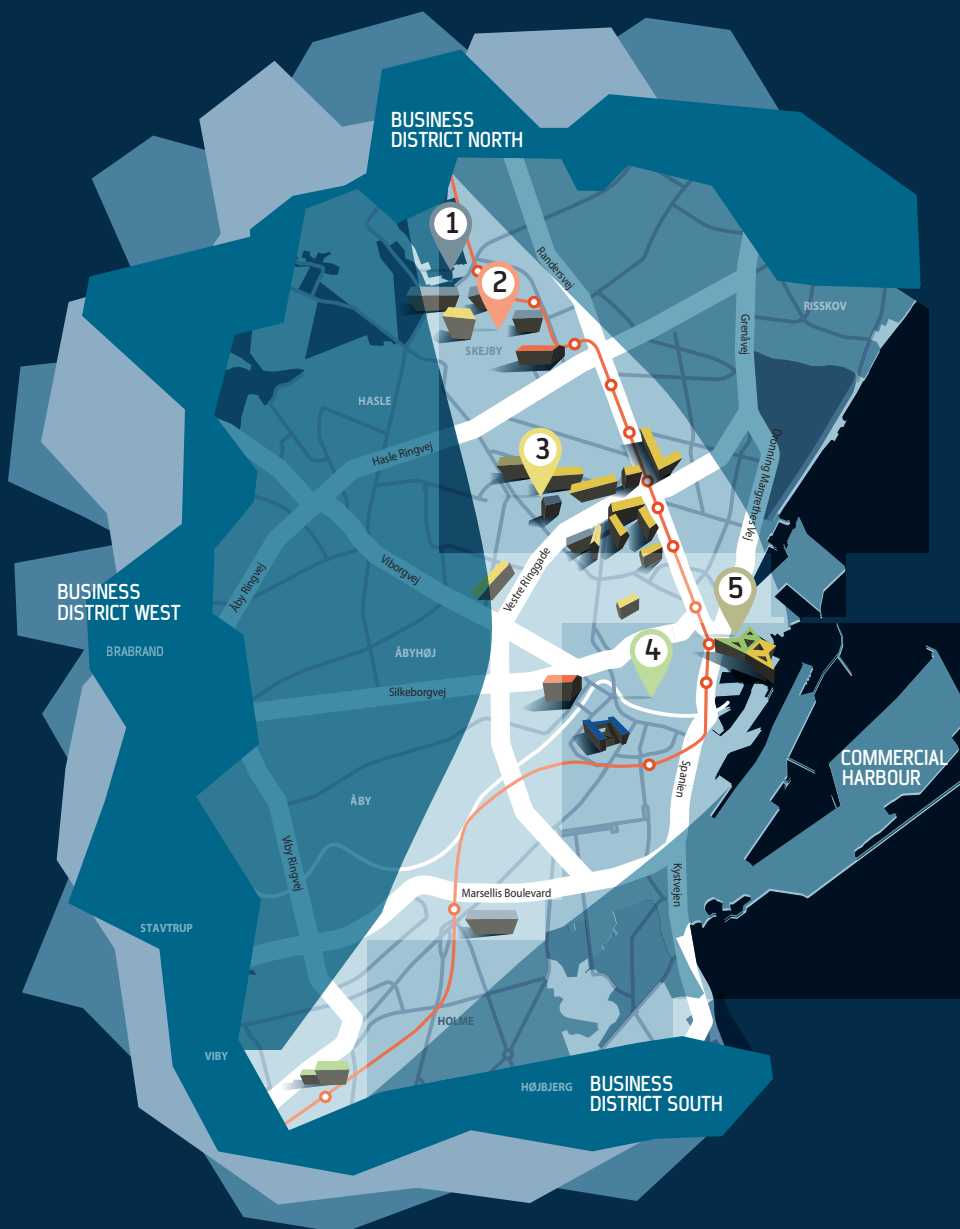 BUSINESS
DISTRICT NORTH
1
2
Randersvej
RISSKOV
Grenåvej
SKEJBY
HASLE
Hasle Ringvej
3
Dronning Margrethes Vej
Viborgvej
Vestre Ringgade
Åby Ringvej
BUSINESS
DISTRICT WEST
5
BRABRAND
ÅBYHØJ
4
Silkeborgvej
COMMERCIAL
HARBOUR
Spanien
ÅBY
Viby Ringvej
Kystvejen
Marsellis Boulevard
STAVTRUP
HOLME
VIBY
HØJBJERG
BUSINESS
DISTRICT SOUTH